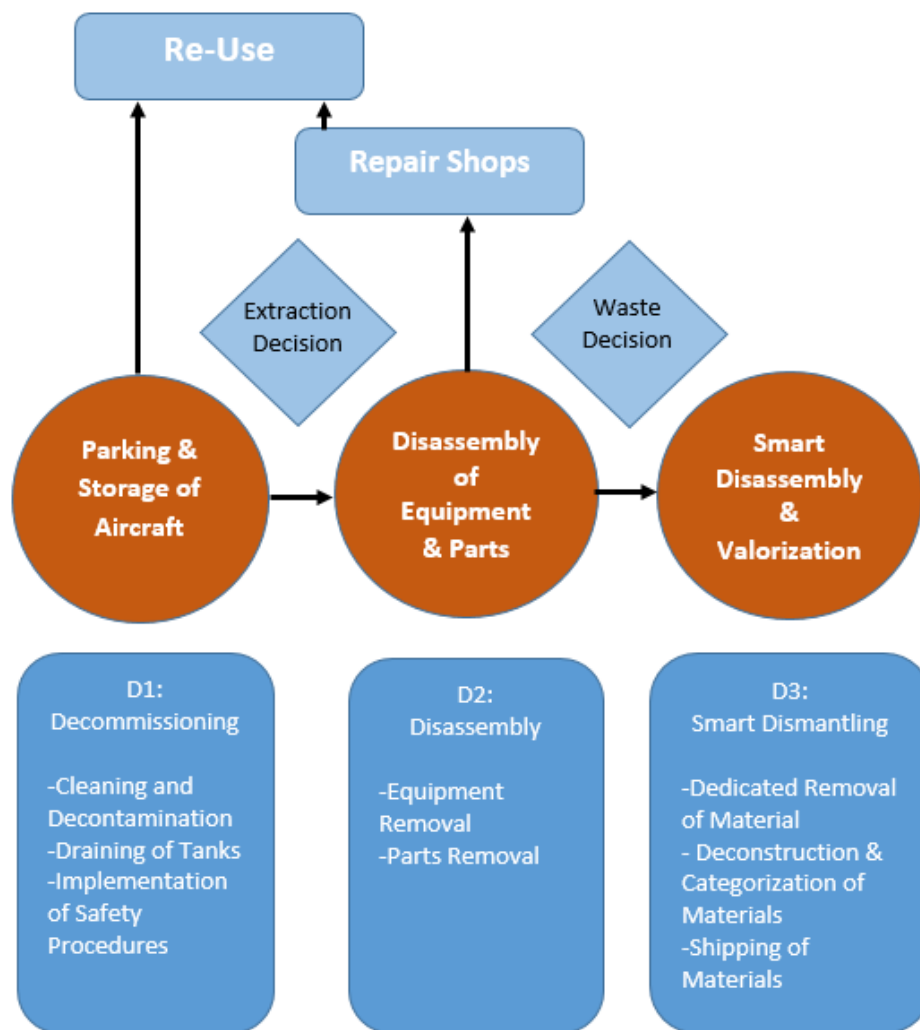 Re-Use
Repair Shops
Extraction
Decision
Waste
Decision
Parking &
Storage of
Aircraft
Disassembly
of
Equipment
& Parts
Smart
Disassembly
&
Valorization
D1:
Decommissioning
-Cleaning and
Decontamination
-Draining of Tanks
-Implementation
of Safety
Procedures
D2:
Disassembly
-Equipment
Removal
-Parts Removal
D3:
Smart Dismantling
-Dedicated Removal
of Material
- Deconstruction &
Categorization of
Materials
-Shipping of
Materials